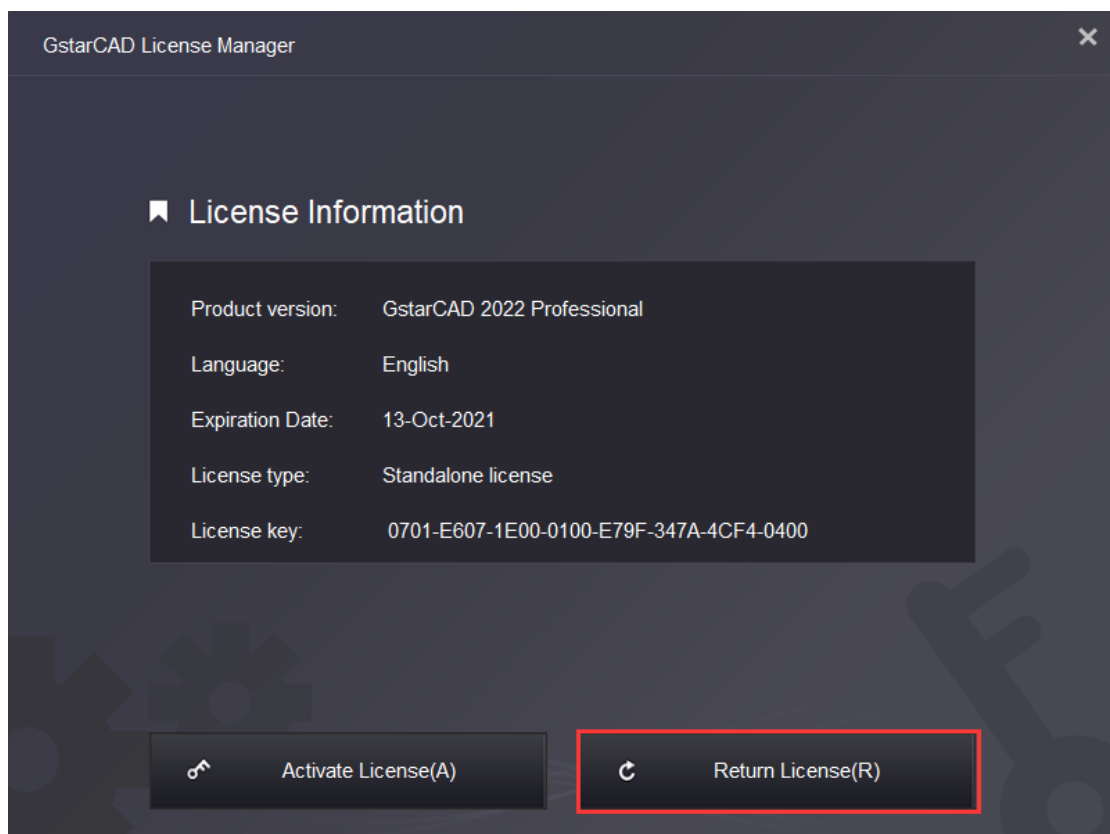 GstarCAD License Manager
License Information
Product version: GstarCAD 2022 Professional
Language: English
Expiration Date: 13-Oct-2021
License type: Standalone license
License key: 0701-E607-1E00-0100-E79F-347A-4CF4-0400
Activate License(A) Return License(R)